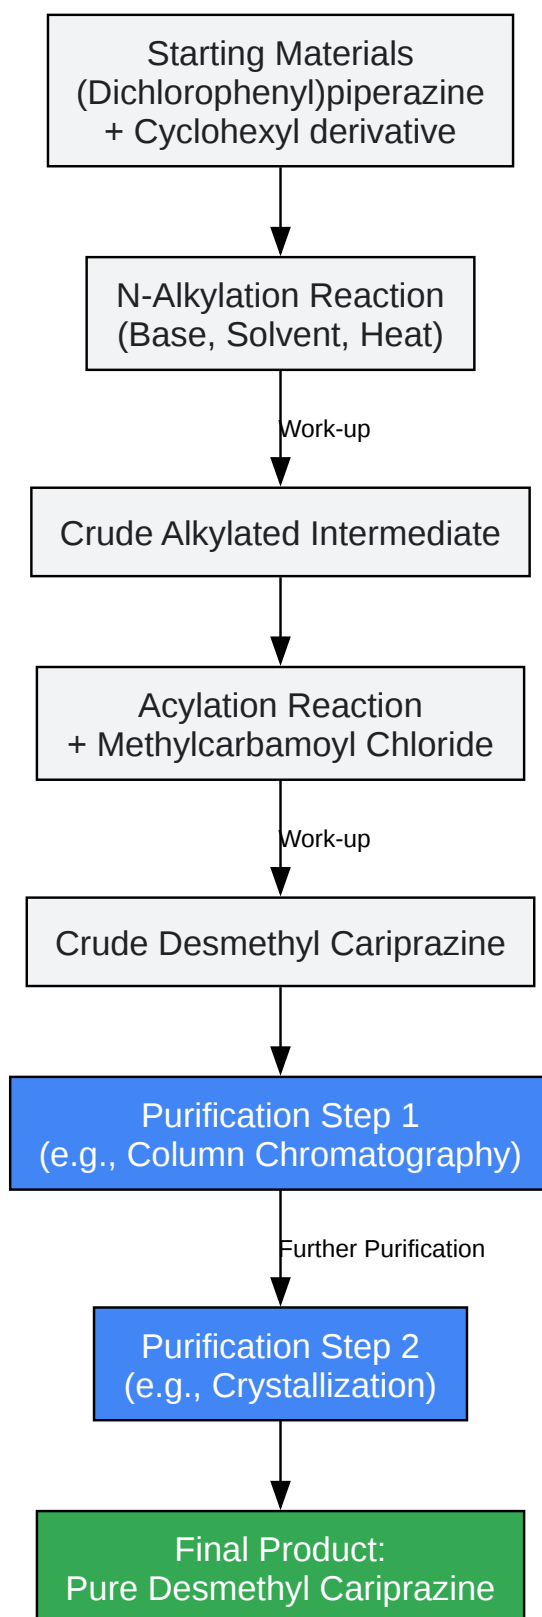 Starting Materials
(Dichlorophenyl)piperazine
+ Cyclohexyl derivative
N-Alkylation Reaction
(Base, Solvent, Heat)
Work-up
Crude Alkylated Intermediate
Acylation Reaction
+ Methylcarbamoyl Chloride
Work-up
Crude Desmethyl Cariprazine
Purification Step 1
(e.g., Column Chromatography)
Further Purification
Purification Step 2
(e.g., Crystallization)
Final Product:
Pure Desmethyl Cariprazine